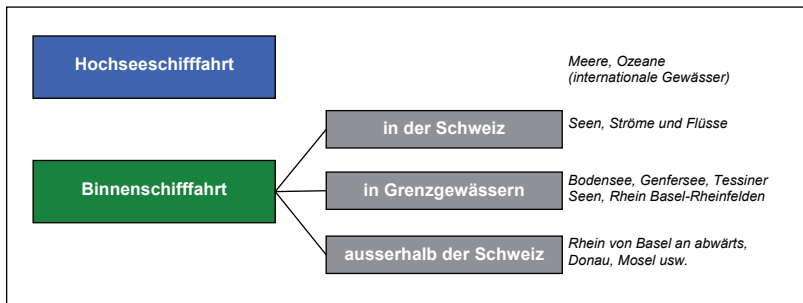 Hochseeschifffahrt
Meere, Ozeane
(internationale Gewässer)
in der Schweiz
Seen, Ströme und Flüsse
Binnenschifffahrt
in Grenzgewässern
Bodensee, Genfersee, Tessiner
Seen, Rhein Basel-Rheinfelden
ausserhalb der Schweiz
Rhein von Basel an abwärts,
Donau, Mosel usw.